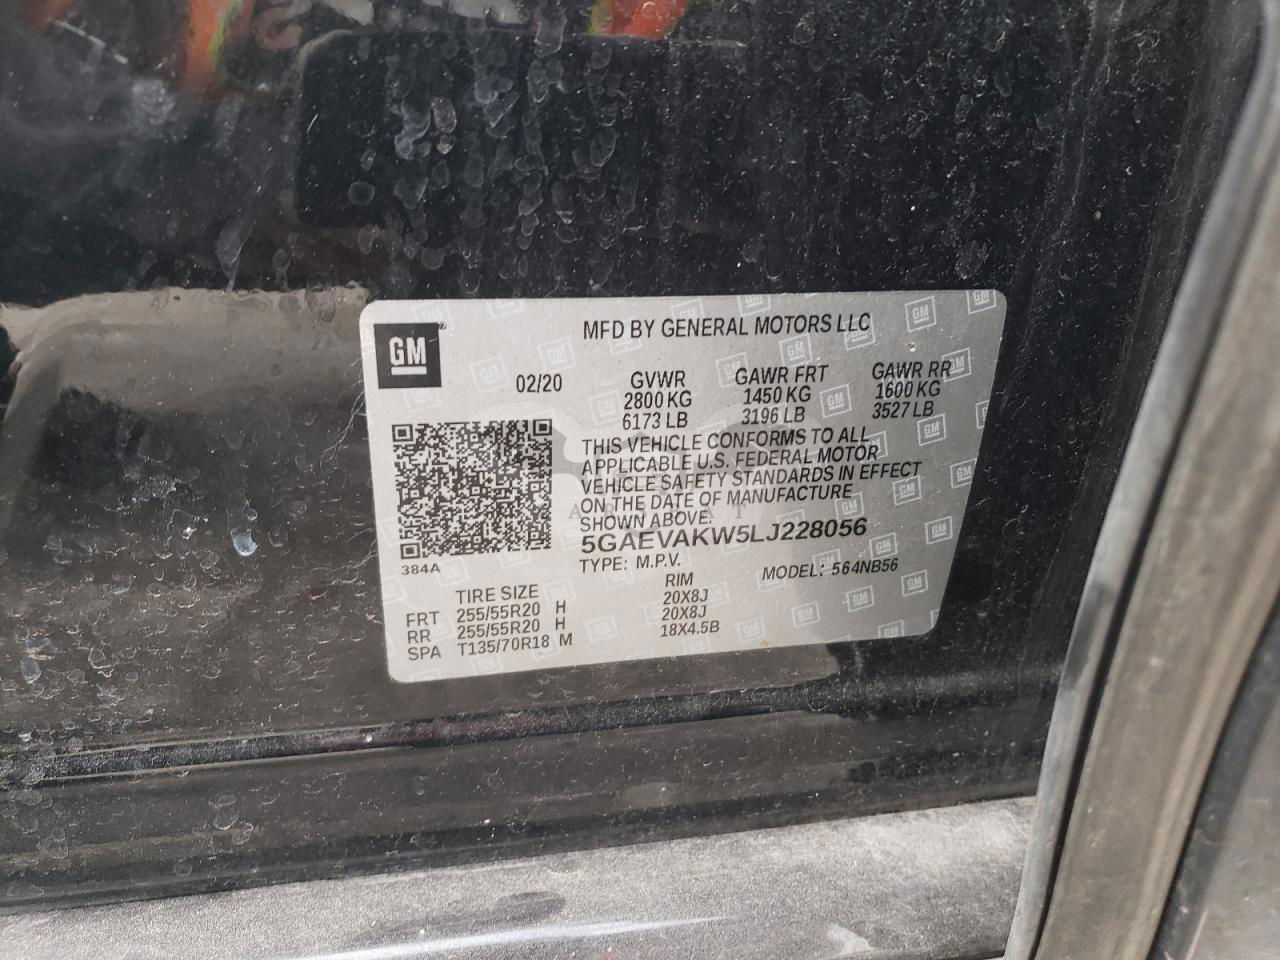 MFD BY GENERAL MOTORS LLC
GM
02/20
GVWR GAWR FRT GAWR RR
2800 KG 1450 KG 1600 KG
6173 LB 3196 LB 3527 LB
THIS VEHICLE CONFORMS TO ALL
APPLICABLE U.S. FEDERAL MOTOR
VEHICLE SAFETY STANDARDS IN EFFECT
ON THE DATE OF MANUFACTURE
SHOWN ABOVE.
5GAEVAKW5LJ228056
384A
TYPE: M.P.V. MODEL: 564NB56
TIRE SIZE RIM
FRT 255/55R20 H 20X8J
RR 255/55R20 H 20X8J
SPA T135/70R18 M 18X4.5B